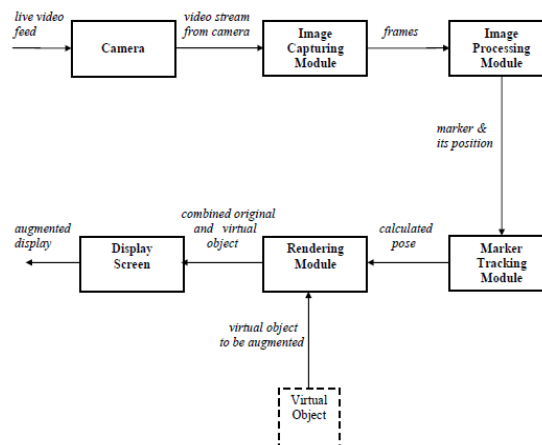 live video
feed
Camera
video stream
from camera
Image
Capturing
Module
frames
Image
Processing
Module
marker &
its position
augmented
display
Display
Screen
combined original
and virtual
object
Rendering
Module
calculated
pose
Marker
Tracking
Module
virtual object
to be augmented
Virtual
Object